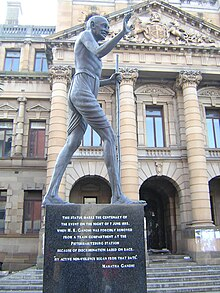 THIS STATUE MARKS THE CENTENARY OF
THE EVENT ON THE NIGHT OF 7 JUNE 1893,
WHEN M. K. GANDHI WAS FORCIBLY REMOVED
FROM A TRAIN COMPARTMENT AT THE
PIETERMARITZBURG STATION
BECAUSE OF DISCRIMINATION BASED ON RACE.
"MY ACTIVE NON-VIOLENCE BEGAN FROM THAT DATE."
MAHATMA GANDHI